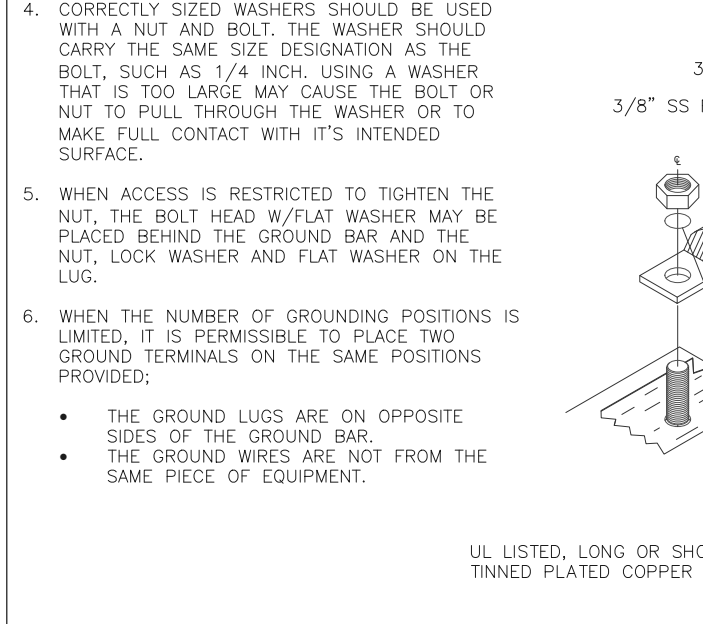 4. CORRECTLY SIZED WASHERS SHOULD BE USED
WITH A NUT AND BOLT. THE WASHER SHOULD
CARRY THE SAME SIZE DESIGNATION AS THE
BOLT, SUCH AS 1/4 INCH. USING A WASHER
THAT IS TOO LARGE MAY CAUSE THE BOLT OR
NUT TO PULL THROUGH THE WASHER OR TO
MAKE FULL CONTACT WITH IT'S INTENDED
SURFACE.
5. WHEN ACCESS IS RESTRICTED TO TIGHTEN THE
NUT, THE BOLT HEAD W/FLAT WASHER MAY BE
PLACED BEHIND THE GROUND BAR AND THE
NUT, LOCK WASHER AND FLAT WASHER ON THE
LUG.
6. WHEN THE NUMBER OF GROUNDING POSITIONS IS
LIMITED, IT IS PERMISSIBLE TO PLACE TWO
GROUND TERMINALS ON THE SAME POSITIONS
PROVIDED;
• THE GROUND LUGS ARE ON OPPOSITE
SIDES OF THE GROUND BAR.
• THE GROUND WIRES ARE NOT FROM THE
SAME PIECE OF EQUIPMENT.
3
3/8" SS
℄
UL LISTED, LONG OR
TINNED PLATED COPPER